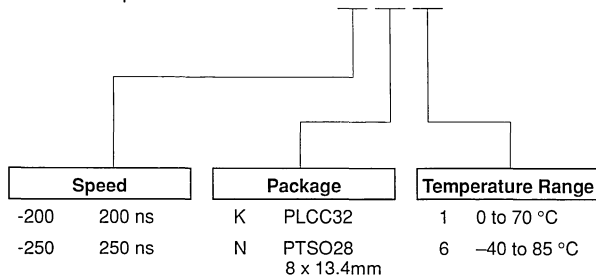 Speed Package Temperature Range
-200 200 ns K PLCC32 1 0 to 70 °C
-250 250 ns N PTSO28 6 –40 to 85 °C
8 x 13.4mm